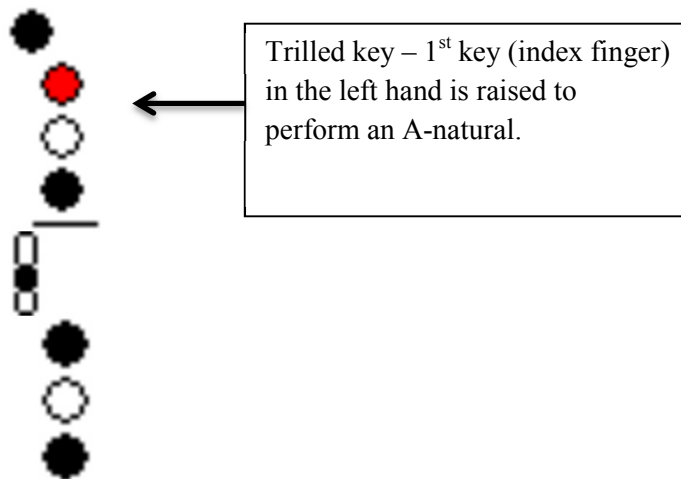 Trilled key – 1st key (index finger)
in the left hand is raised to
perform an A-natural.